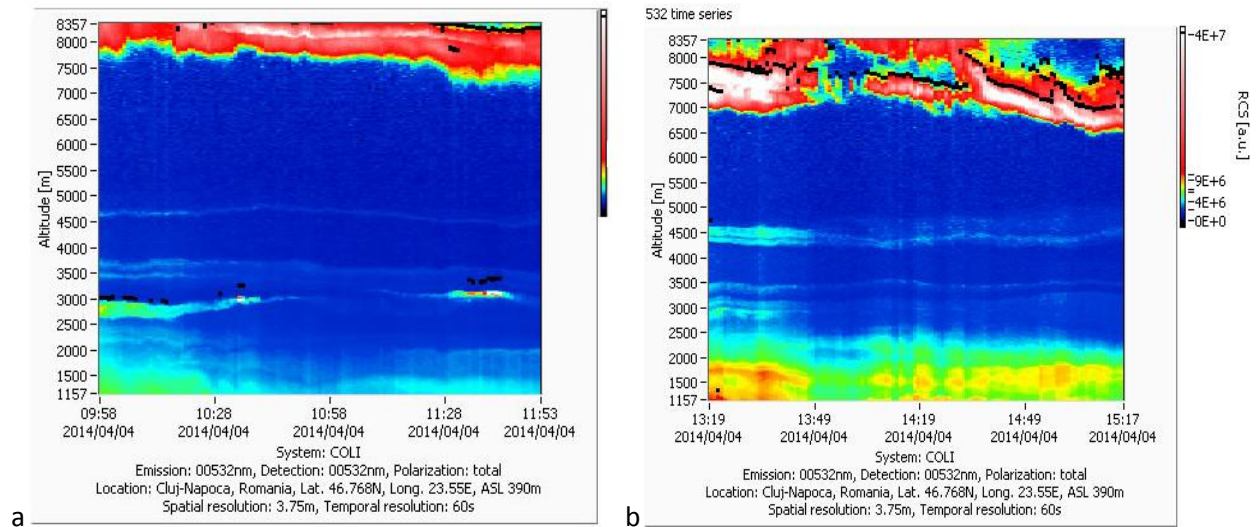 532 time series
8357
8000
7500
7000
6500
6000
5500
5000
4500
4000
3500
3000
2500
2000
1500
1157
Altitude [m]
09:58 10:28 10:58 11:28 11:53
2014/04/04 2014/04/04 2014/04/04 2014/04/04 2014/04/04
System: COLI
Emission: 00532nm, Detection: 00532nm, Polarization: total
Location: Cluj-Napoca, Romania, Lat. 46.768N, Long. 23.55E, ASL 390m
Spatial resolution: 3.75m, Temporal resolution: 60s
a
8357
8000
7500
7000
6500
6000
5500
5000
4500
4000
3500
3000
2500
2000
1500
1157
Altitude [m]
13:19 13:49 14:19 14:49 15:17
2014/04/04 2014/04/04 2014/04/04 2014/04/04 2014/04/04
System: COLI
Emission: 00532nm, Detection: 00532nm, Polarization: total
Location: Cluj-Napoca, Romania, Lat. 46.768N, Long. 23.55E, ASL 390m
Spatial resolution: 3.75m, Temporal resolution: 60s
b
4E+7
9E+6
4E+6
0E+0
RCS [a.u.]